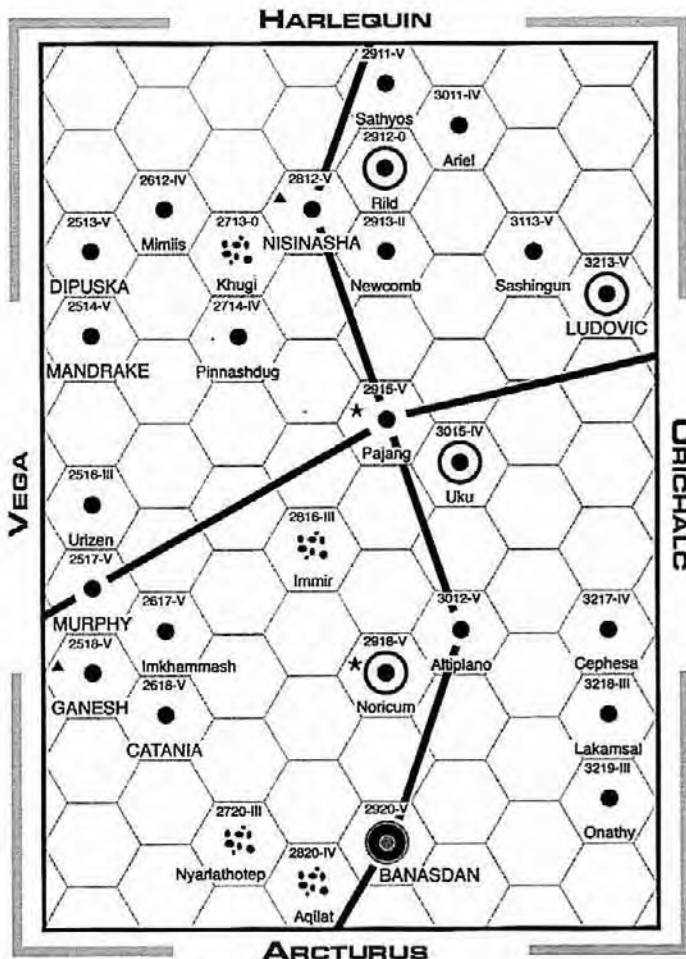 HARLEQUIN
2911-V
Sathyos
3011-IV
Ariel
2912-0
Rild
2612-IV
Mimiis
2812-V
NISINASHA
2513-V
DIPUSKA
2713-0
Khugi
2913-II
Newcomb
3113-V
Sashingun
3213-V
LUDOVIC
2514-V
MANDRAKE
2714-IV
Pinnashdug
2915-V
Pajang
3015-IV
Uku
VEGA
URICHALC
2516-III
Urizen
2816-III
Immir
2517-V
MURPHY
2617-V
Imkhammash
3012-V
Altiplano
3217-IV
Cephesa
2518-V
GANESH
2618-V
CATANIA
2918-V
Noricum
3218-III
Lakamsal
3219-III
Onathy
2720-III
Nyarlathotep
2820-IV
Aqilat
2920-V
BANASDAN
ARCTURUS